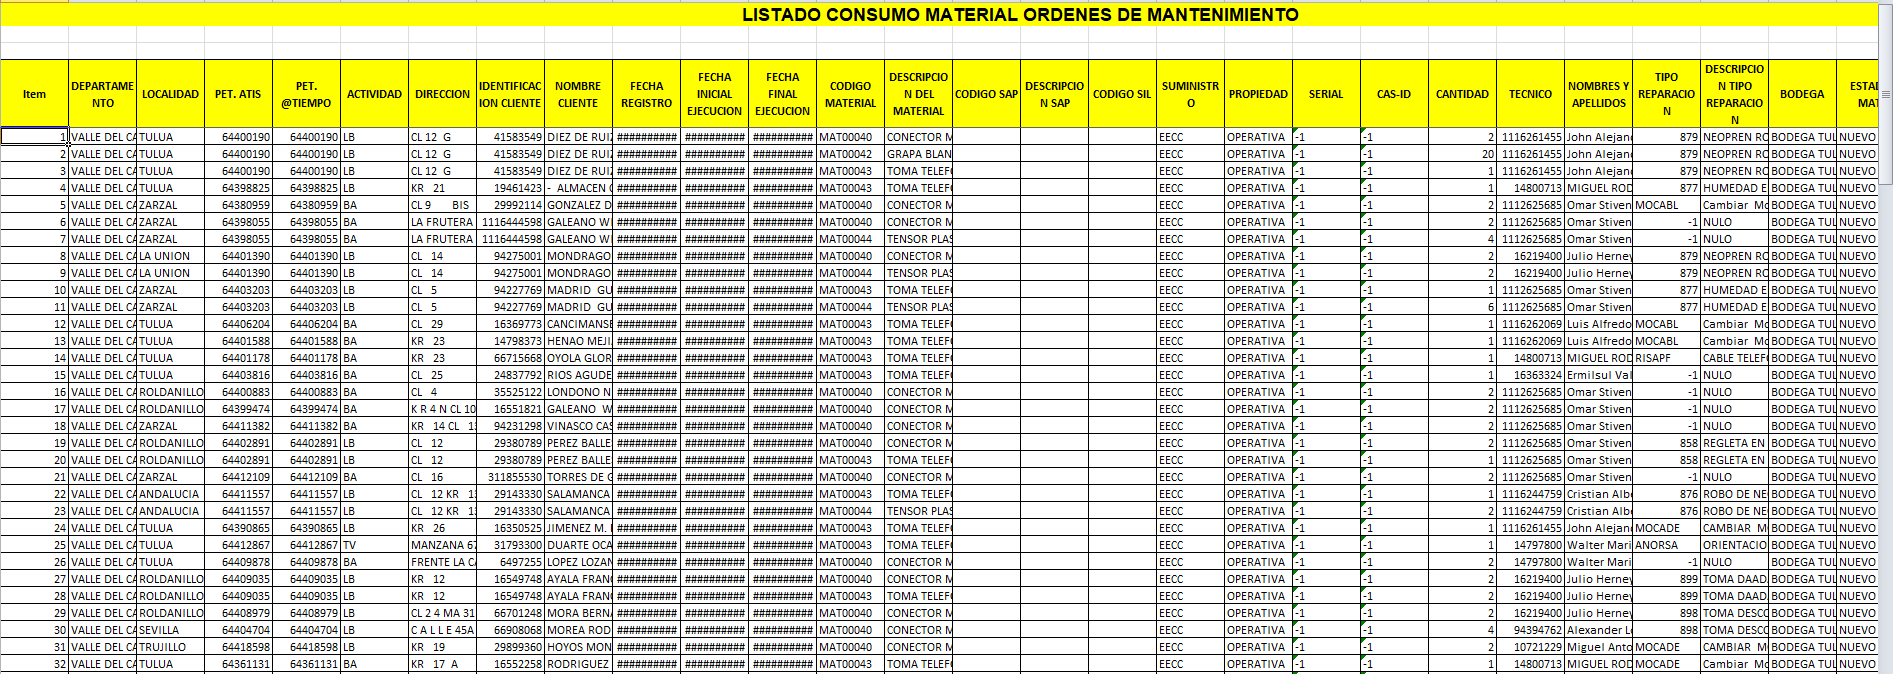 LISTADO CONSUMO MATERIAL ORDENES DE MANTENIMIENTO
Item DEPARTAMENTO LOCALIDAD PET. ATIS PET. @TIEMPO ACTIVIDAD DIRECCION IDENTIFICACION CLIENTE NOMBRE CLIENTE FECHA REGISTRO FECHA INICIAL EJECUCION FECHA FINAL EJECUCION CODIGO MATERIAL DESCRIPCION DEL MATERIAL CODIGO SAP DESCRIPCION SAP CODIGO SIL SUMINISTRO PROPIEDAD SERIAL CAS-ID CANTIDAD TECNICO NOMBRES Y APELLIDOS TIPO REPARACION DESCRIPCION TIPO REPARACION BODEGA ESTA MAT
1 VALLE DEL CA TULUA 64400190 64400190 LB CL 12 G 41583549 DIEZ DE RUI ########## ########## ########## MAT00040 CONECTOR M EECC OPERATIVA -1 -1 2 1116261455 John Alejan 879 NEOPREN RO BODEGA TUL NUEVO
2 VALLE DEL CA TULUA 64400190 64400190 LB CL 12 G 41583549 DIEZ DE RUI ########## ########## ########## MAT00042 GRAPA BLAN EECC OPERATIVA -1 -1 20 1116261455 John Alejan 879 NEOPREN RO BODEGA TUL NUEVO
3 VALLE DEL CA TULUA 64400190 64400190 LB CL 12 G 41583549 DIEZ DE RUI ########## ########## ########## MAT00043 TOMA TELEF EECC OPERATIVA -1 -1 1 1116261455 John Alejan 879 NEOPREN RO BODEGA TUL NUEVO
4 VALLE DEL CA TULUA 64398825 64398825 LB KR 21 19461423 - ALMACEN ########## ########## ########## MAT00043 TOMA TELEF EECC OPERATIVA -1 -1 1 14800713 MIGUEL ROD 877 HUMEDAD E BODEGA TUL NUEVO
5 VALLE DEL CA ZARZAL 64380959 64380959 BA CL 9 BIS 29992114 GONZALEZ D ########## ########## ########## MAT00040 CONECTOR M EECC OPERATIVA -1 -1 2 1112625685 Omar Stiven MOCABL Cambiar Mo BODEGA TUL NUEVO
6 VALLE DEL CA ZARZAL 64398055 64398055 BA LA FRUTERA 1116444598 GALEANO WI ########## ########## ########## MAT00040 CONECTOR M EECC OPERATIVA -1 -1 2 1112625685 Omar Stiven -1 NULO BODEGA TUL NUEVO
7 VALLE DEL CA ZARZAL 64398055 64398055 BA LA FRUTERA 1116444598 GALEANO WI ########## ########## ########## MAT00044 TENSOR PLAS EECC OPERATIVA -1 -1 4 1112625685 Omar Stiven -1 NULO BODEGA TUL NUEVO
8 VALLE DEL CA LA UNION 64401390 64401390 LB CL 14 94275001 MONDRAGO ########## ########## ########## MAT00040 CONECTOR M EECC OPERATIVA -1 -1 2 16219400 Julio Herney 879 NEOPREN RO BODEGA TUL NUEVO
9 VALLE DEL CA LA UNION 64401390 64401390 LB CL 14 94275001 MONDRAGO ########## ########## ########## MAT00044 TENSOR PLAS EECC OPERATIVA -1 -1 2 16219400 Julio Herney 879 NEOPREN RO BODEGA TUL NUEVO
10 VALLE DEL CA ZARZAL 64403203 64403203 LB CL 5 94227769 MADRID GU ########## ########## ########## MAT00043 TOMA TELEF EECC OPERATIVA -1 -1 1 1112625685 Omar Stiven 877 HUMEDAD E BODEGA TUL NUEVO
11 VALLE DEL CA ZARZAL 64403203 64403203 LB CL 5 94227769 MADRID GU ########## ########## ########## MAT00044 TENSOR PLAS EECC OPERATIVA -1 -1 6 1112625685 Omar Stiven 877 HUMEDAD E BODEGA TUL NUEVO
12 VALLE DEL CA TULUA 64406204 64406204 BA CL 29 16369773 CANCIMANSE ########## ########## ########## MAT00043 TOMA TELEF EECC OPERATIVA -1 -1 1 1116262069 Luis Alfredo MOCABL Cambiar Mo BODEGA TUL NUEVO
13 VALLE DEL CA TULUA 64401588 64401588 BA KR 23 14798373 HENAO MEJI ########## ########## ########## MAT00043 TOMA TELEF EECC OPERATIVA -1 -1 1 1116262069 Luis Alfredo MOCABL Cambiar Mo BODEGA TUL NUEVO
14 VALLE DEL CA TULUA 64401178 64401178 BA KR 23 66715668 OYOLA GLOR ########## ########## ########## MAT00043 TOMA TELEF EECC OPERATIVA -1 -1 1 14800713 MIGUEL ROD RISAPF CABLE TELEF BODEGA TUL NUEVO
15 VALLE DEL CA TULUA 64403816 64403816 BA CL 25 24837792 RIOS AGUDE ########## ########## ########## MAT00043 TOMA TELEF EECC OPERATIVA -1 -1 1 16363324 Ermilsul Val -1 NULO BODEGA TUL NUEVO
16 VALLE DEL CA ROLDANILLO 64400883 64400883 BA CL 4 35525122 LONDONO N ########## ########## ########## MAT00040 CONECTOR M EECC OPERATIVA -1 -1 2 1112625685 Omar Stiven -1 NULO BODEGA TUL NUEVO
17 VALLE DEL CA ROLDANILLO 64399474 64399474 BA K R 4 N CL 10 16551821 GALEANO W ########## ########## ########## MAT00040 CONECTOR M EECC OPERATIVA -1 -1 2 1112625685 Omar Stiven -1 NULO BODEGA TUL NUEVO
18 VALLE DEL CA ZARZAL 64411382 64411382 BA KR 14 CL 1 94231298 VINASCO CAS ########## ########## ########## MAT00040 CONECTOR M EECC OPERATIVA -1 -1 2 1112625685 Omar Stiven -1 NULO BODEGA TUL NUEVO
19 VALLE DEL CA ROLDANILLO 64402891 64402891 LB CL 12 29380789 PEREZ BALLE ########## ########## ########## MAT00040 CONECTOR M EECC OPERATIVA -1 -1 2 1112625685 Omar Stiven 858 REGLETA EN BODEGA TUL NUEVO
20 VALLE DEL CA ROLDANILLO 64402891 64402891 LB CL 12 29380789 PEREZ BALLE ########## ########## ########## MAT00043 TOMA TELEF EECC OPERATIVA -1 -1 1 1112625685 Omar Stiven 858 REGLETA EN BODEGA TUL NUEVO
21 VALLE DEL CA ZARZAL 64412109 64412109 BA CL 16 311855530 TORRES DE G ########## ########## ########## MAT00040 CONECTOR M EECC OPERATIVA -1 -1 2 1112625685 Omar Stiven -1 NULO BODEGA TUL NUEVO
22 VALLE DEL CA ANDALUCIA 64411557 64411557 LB CL 12 KR 1 29143330 SALAMANCA ########## ########## ########## MAT00043 TOMA TELEF EECC OPERATIVA -1 -1 1 1116244759 Cristian Albe 876 ROBO DE NE BODEGA TUL NUEVO
23 VALLE DEL CA ANDALUCIA 64411557 64411557 LB CL 12 KR 1 29143330 SALAMANCA ########## ########## ########## MAT00044 TENSOR PLAS EECC OPERATIVA -1 -1 2 1116244759 Cristian Albe 876 ROBO DE NE BODEGA TUL NUEVO
24 VALLE DEL CA TULUA 64390865 64390865 LB KR 26 16350525 JIMENEZ M. ########## ########## ########## MAT00043 TOMA TELEF EECC OPERATIVA -1 -1 1 1116261455 John Alejan MOCADE CAMBIAR M BODEGA TUL NUEVO
25 VALLE DEL CA TULUA 64412867 64412867 TV MANZANA 67 31793300 DUARTE OCA ########## ########## ########## MAT00043 TOMA TELEF EECC OPERATIVA -1 -1 1 14797800 Walter Mari ANORSA ORIENTACIO BODEGA TUL NUEVO
26 VALLE DEL CA TULUA 64409878 64409878 BA FRENTE LA C 6497255 LOPEZ LOZAN ########## ########## ########## MAT00040 CONECTOR M EECC OPERATIVA -1 -1 2 14797800 Walter Mari -1 NULO BODEGA TUL NUEVO
27 VALLE DEL CA ROLDANILLO 64409035 64409035 LB KR 12 16549748 AYALA FRAN ########## ########## ########## MAT00040 CONECTOR M EECC OPERATIVA -1 -1 2 16219400 Julio Herney 899 TOMA DAAD BODEGA TUL NUEVO
28 VALLE DEL CA ROLDANILLO 64409035 64409035 LB KR 12 16549748 AYALA FRAN ########## ########## ########## MAT00043 TOMA TELEF EECC OPERATIVA -1 -1 2 16219400 Julio Herney 899 TOMA DAAD BODEGA TUL NUEVO
29 VALLE DEL CA ROLDANILLO 64408979 64408979 LB CL 2 4 MA 31 66701248 MORA BERN ########## ########## ########## MAT00040 CONECTOR M EECC OPERATIVA -1 -1 2 16219400 Julio Herney 898 TOMA DESCO BODEGA TUL NUEVO
30 VALLE DEL CA SEVILLA 64404704 64404704 LB C A L L E 45A 66908068 MOREA ROD ########## ########## ########## MAT00040 CONECTOR M EECC OPERATIVA -1 -1 4 94394762 Alexander L 898 TOMA DESCO BODEGA TUL NUEVO
31 VALLE DEL CA TRUJILLO 64418598 64418598 LB KR 19 29899360 HOYOS MON ########## ########## ########## MAT00040 CONECTOR M EECC OPERATIVA -1 -1 2 10721229 Miguel Anto MOCADE CAMBIAR M BODEGA TUL NUEVO
32 VALLE DEL CA TULUA 64361131 64361131 BA KR 17 A 16552258 RODRIGUEZ ########## ########## ########## MAT00043 TOMA TELEF EECC OPERATIVA -1 -1 1 14800713 MIGUEL ROD MOCADE Cambiar Mo BODEGA TUL NUEVO